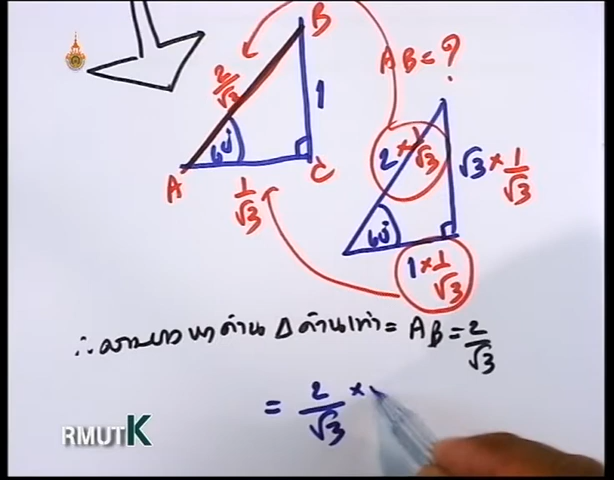 B
AB = ?
2/√3
1
60°
A
C
1/√3
2 × 1/√3
√3 × 1/√3
60°
1 × 1/√3
∴ ความยาว ด้าน Δ ด้านเท่า = AB = 2/√3
= 2/√3 ×
RMUTK